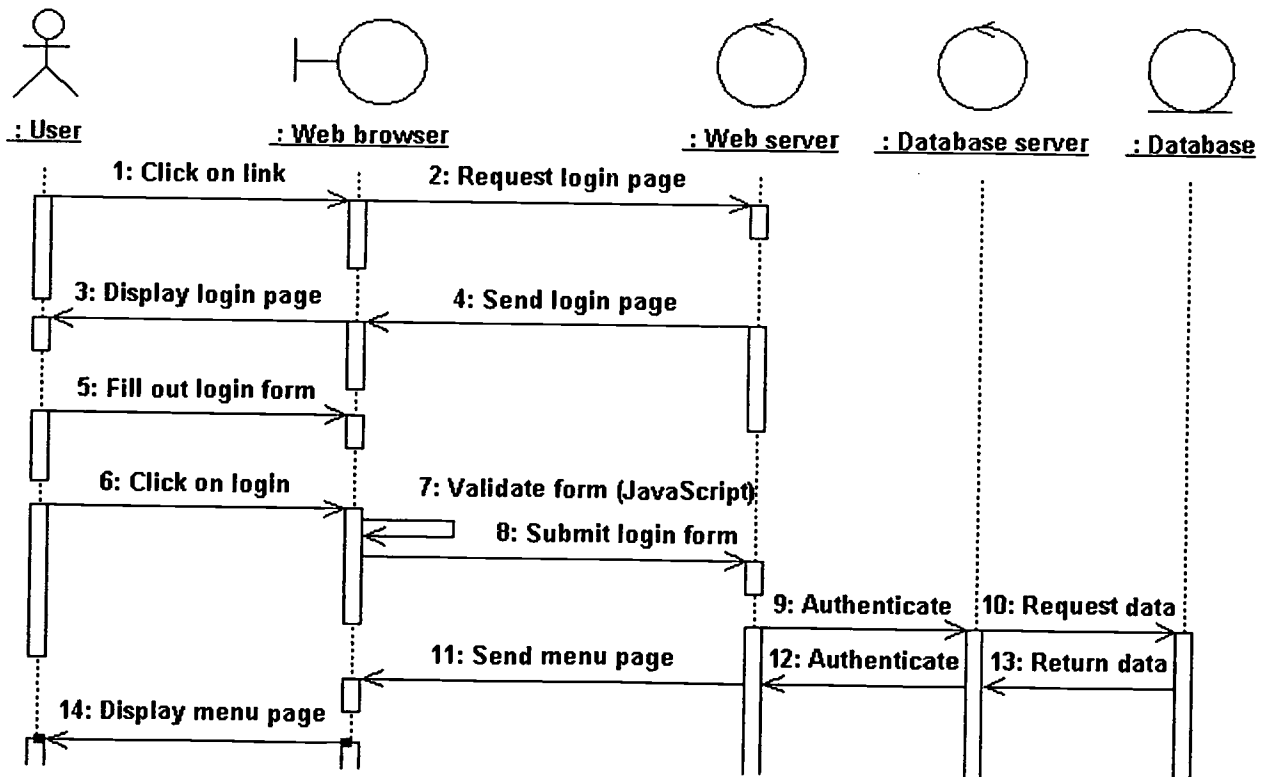 : User
: Web browser
: Web server
: Database server
: Database
1: Click on link
2: Request login page
3: Display login page
4: Send login page
5: Fill out login form
6: Click on login
7: Validate form (JavaScript)
8: Submit login form
9: Authenticate
10: Request data
11: Send menu page
12: Authenticate
13: Return data
14: Display menu page